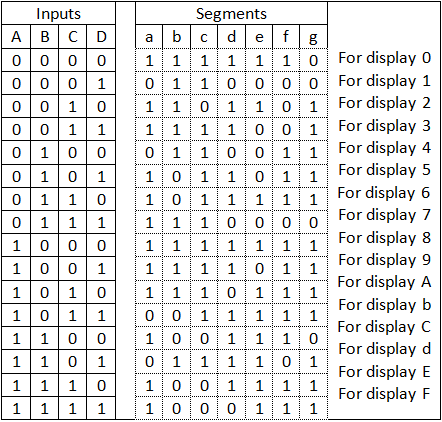 Inputs Segments
A B C D a b c d e f g
0 0 0 0 1 1 1 1 1 1 0 For display 0
0 0 0 1 0 1 1 0 0 0 0 For display 1
0 0 1 0 1 1 0 1 1 0 1 For display 2
0 0 1 1 1 1 1 1 0 0 1 For display 3
0 1 0 0 0 1 1 0 0 1 1 For display 4
0 1 0 1 1 0 1 1 0 1 1 For display 5
0 1 1 0 1 0 1 1 1 1 1 For display 6
0 1 1 1 1 1 1 0 0 0 0 For display 7
1 0 0 0 1 1 1 1 1 1 1 For display 8
1 0 0 1 1 1 1 1 0 1 1 For display 9
1 0 1 0 1 1 1 0 1 1 1 For display A
1 0 1 1 0 0 1 1 1 1 1 For display b
1 1 0 0 1 0 0 1 1 1 0 For display C
1 1 0 1 0 1 1 1 1 0 1 For display d
1 1 1 0 1 0 0 1 1 1 1 For display E
1 1 1 1 1 0 0 0 1 1 1 For display F